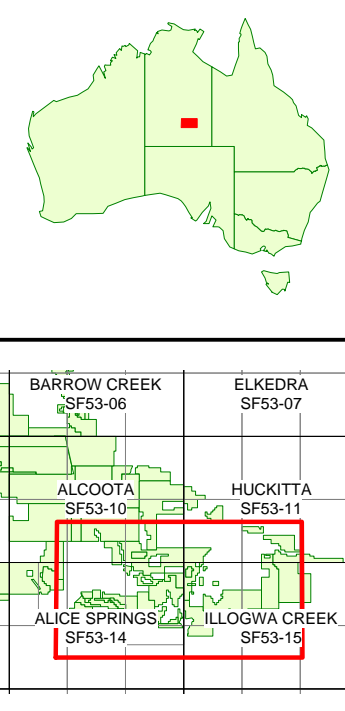 BARROW CREEK
SF53-06
ELKEDRA
SF53-07
ALCOOTA
SF53-10
HUCKITTA
SF53-11
ALICE SPRINGS
SF53-14
ILLOGWA CREEK
SF53-15